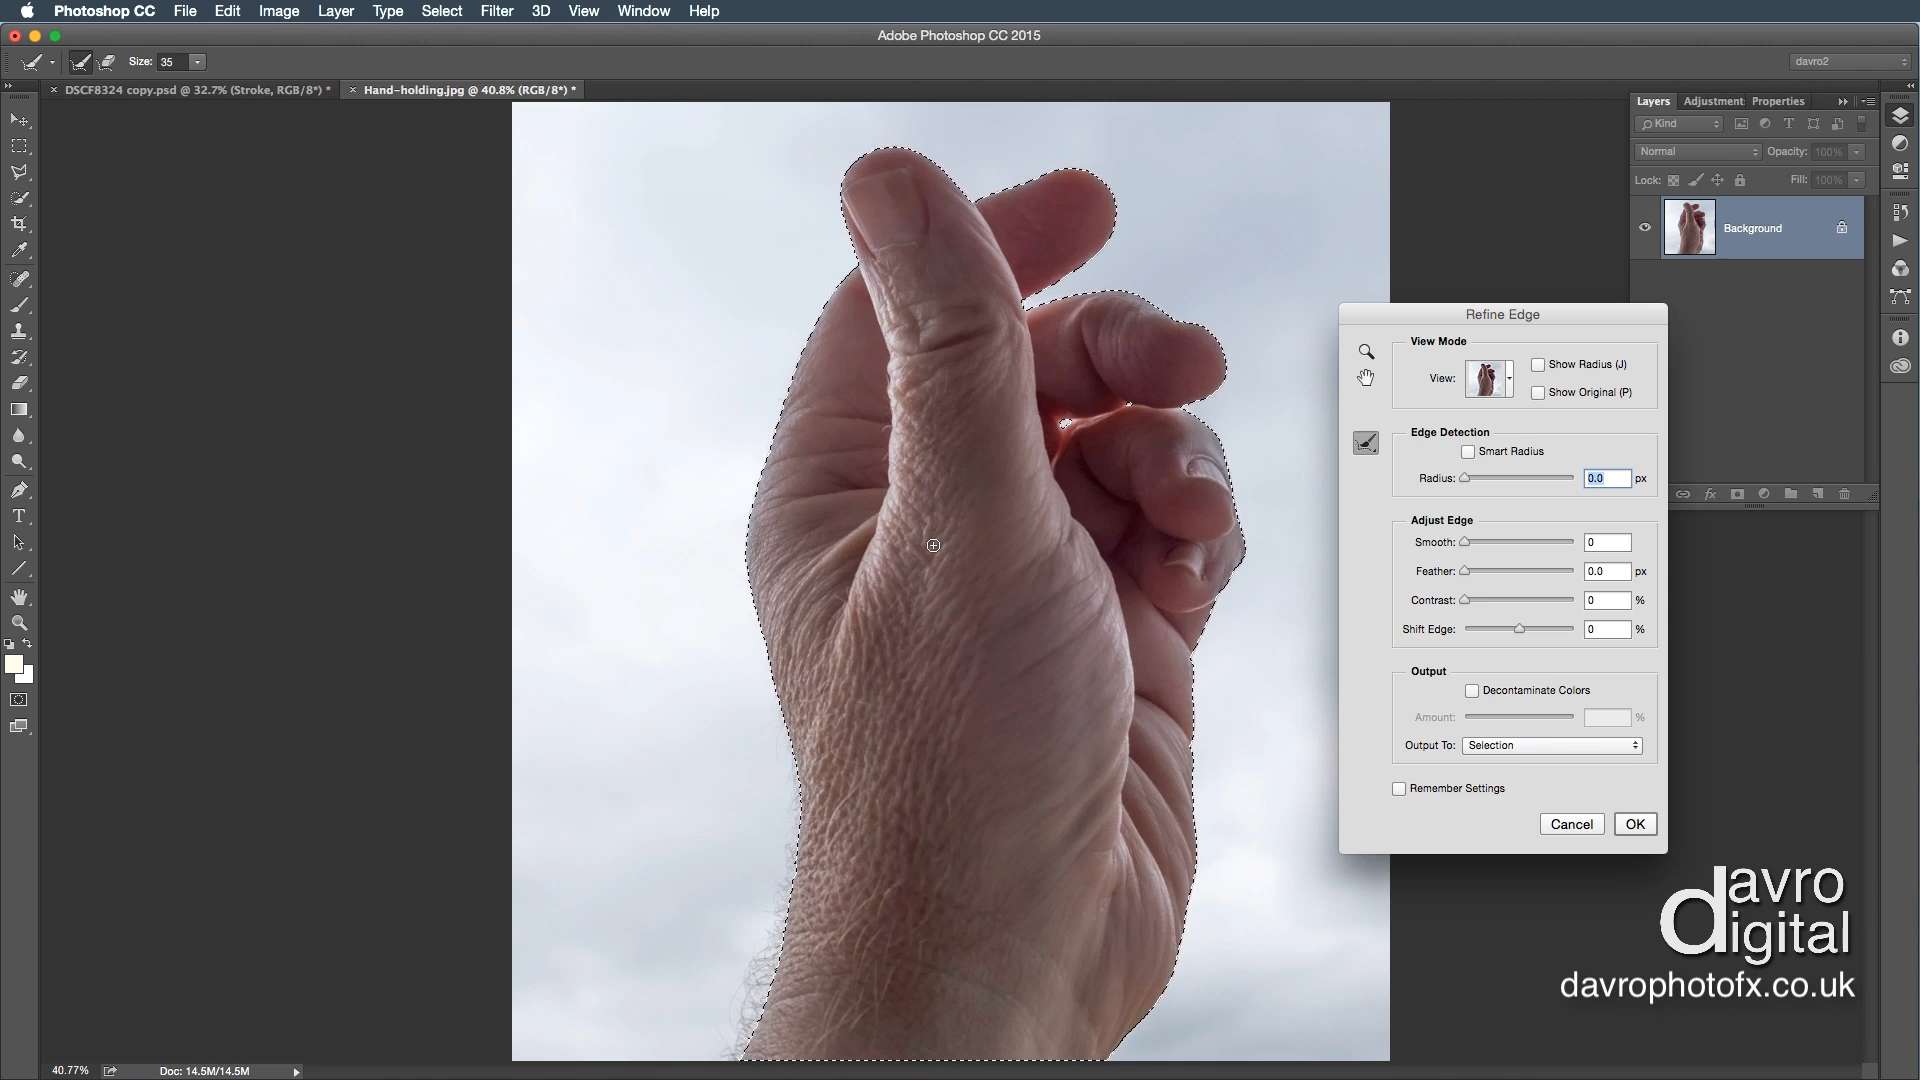 Photoshop CC File Edit Image Layer Type Select Filter 3D View Window Help
Adobe Photoshop CC 2015
Size: 35
davro2
DSCF8324 copy.psd @ 32.7% (Stroke, RGB/8*) *
Hand-holding.jpg @ 40.8% (RGB/8*) *
Layers Adjustment: Properties
Kind
Normal Opacity: 100%
Lock: Fill: 100%
Background
Refine Edge
View Mode
View: Show Radius (J)
Show Original (P)
Edge Detection
Smart Radius
Radius: 0.0 px
Adjust Edge
Smooth: 0
Feather: 0.0 px
Contrast: 0 %
Shift Edge: 0 %
Output
Decontaminate Colors
Amount: %
Output To: Selection
Remember Settings
Cancel OK
davro
digital
davrophotofx.co.uk
40.77% Doc: 14.5M/14.5M